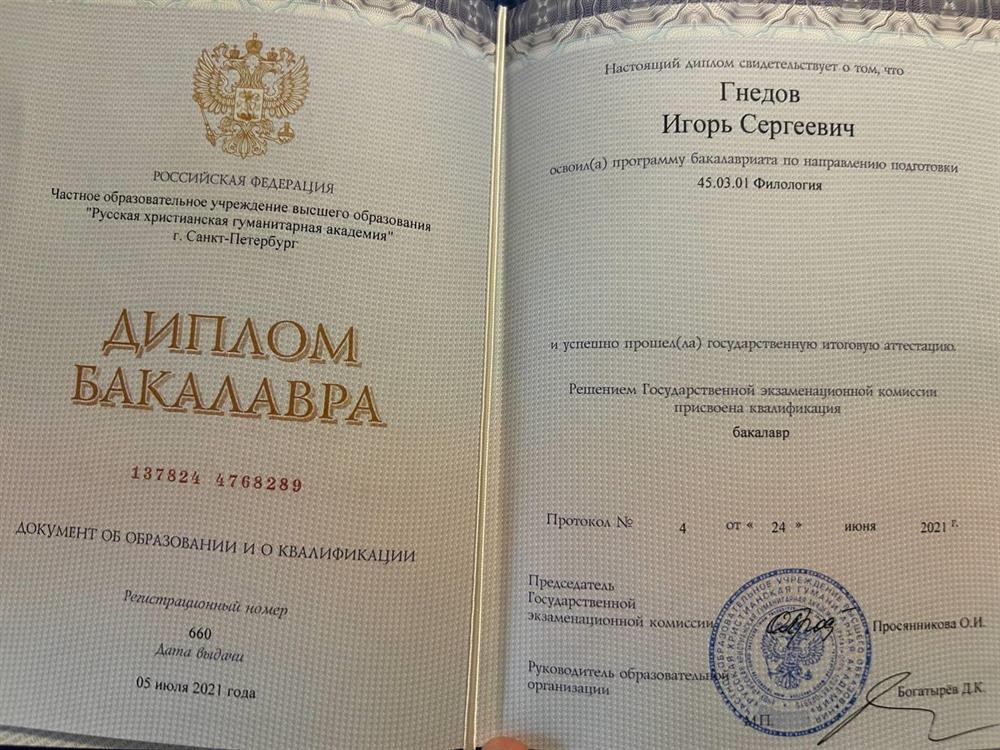 РОССИЙСКАЯ ФЕДЕРАЦИЯ
Частное образовательное учреждение высшего образования
"Русская христианская гуманитарная академия"
г. Санкт-Петербург
ДИПЛОМ
БАКАЛАВРА
137824 4768289
ДОКУМЕНТ ОБ ОБРАЗОВАНИИ И О КВАЛИФИКАЦИИ
Регистрационный номер
660
Дата выдачи
05 июля 2021 года
Настоящий диплом свидетельствует о том, что
Гнедов
Игорь Сергеевич
освоил(а) программу бакалавриата по направлению подготовки
45.03.01 Филология
и успешно прошел(ла) государственную итоговую аттестацию.
Решением Государственной экзаменационной комиссии
присвоена квалификация
бакалавр
Протокол № 4 от « 24 » июня 2021 г.
Председатель
Государственной
экзаменационной комиссии Просянникова О.И.
Руководитель образовательной
организации Богатырёв Д.К.
М.П.